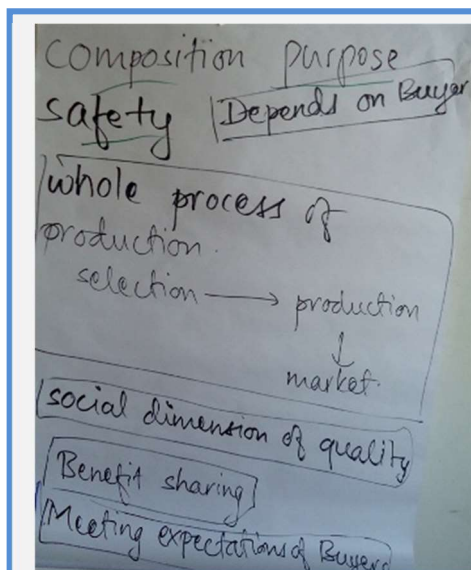 composition purpose
safety Depends on Buyer
whole process of
production.
selection → production
↓
market.
social dimension of quality
Benefit sharing
Meeting expectations of Buyers